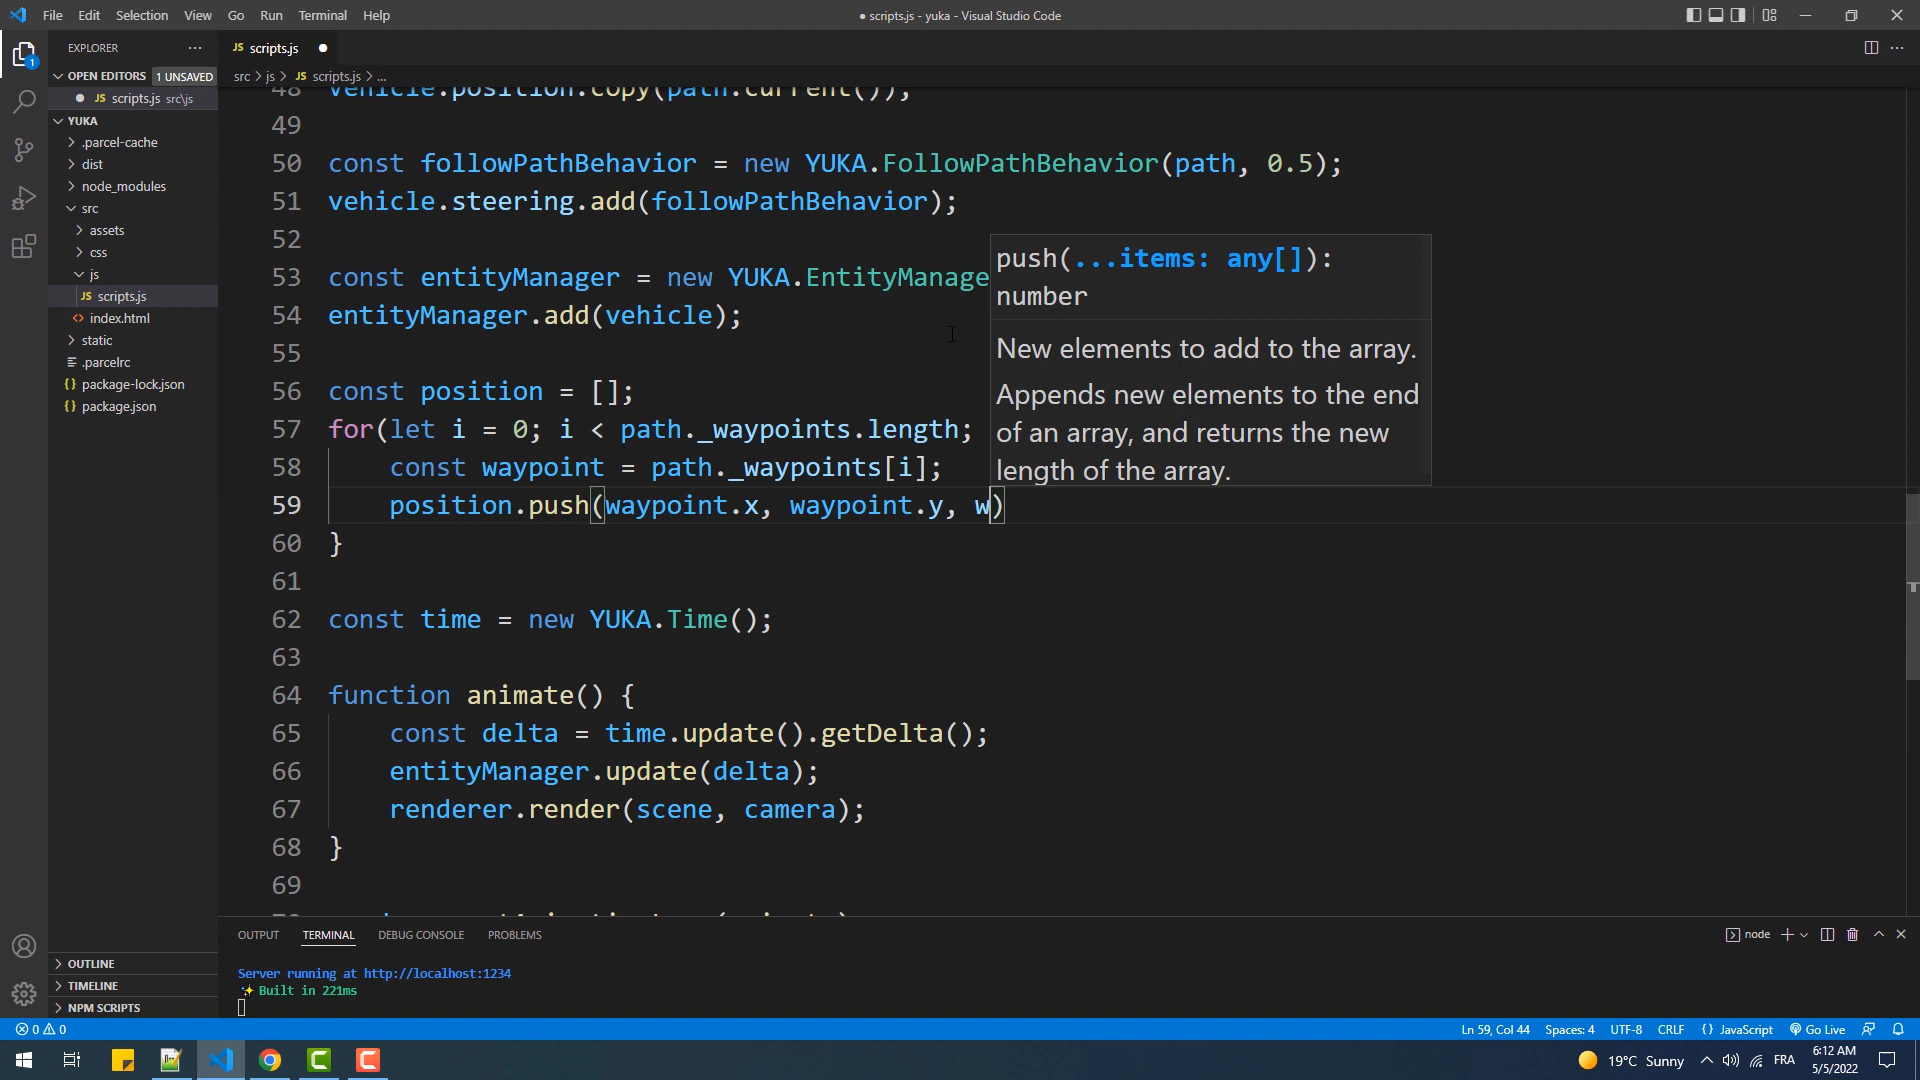 File Edit Selection View Go Run Terminal Help
● scripts.js - yuka - Visual Studio Code
EXPLORER
OPEN EDITORS 1 UNSAVED
JS scripts.js src\js
YUKA
.parcel-cache
dist
node_modules
src
assets
css
js
JS scripts.js
<> index.html
static
.parcelrc
{} package-lock.json
{} package.json
OUTLINE
TIMELINE
NPM SCRIPTS
1
JS scripts.js ●
src > js > JS scripts.js > ...
48 vehicle.position.copy(path.current());
49
50 const followPathBehavior = new YUKA.FollowPathBehavior(path, 0.5);
51 vehicle.steering.add(followPathBehavior);
52
53 const entityManager = new YUKA.EntityManage
54 entityManager.add(vehicle);
55
56 const position = [];
57 for(let i = 0; i < path._waypoints.length;
58 const waypoint = path._waypoints[i];
59 position.push(waypoint.x, waypoint.y, w)
60 }
61
62 const time = new YUKA.Time();
63
64 function animate() {
65 const delta = time.update().getDelta();
66 entityManager.update(delta);
67 renderer.render(scene, camera);
68 }
69
push(...items: any[]):
number
New elements to add to the array.
Appends new elements to the end
of an array, and returns the new
length of the array.
OUTPUT TERMINAL DEBUG CONSOLE PROBLEMS
node
Server running at http://localhost:1234
✨ Built in 221ms
0 0
Ln 59, Col 44 Spaces: 4 UTF-8 CRLF {} JavaScript Go Live
19°C Sunny FRA
6:12 AM
5/5/2022